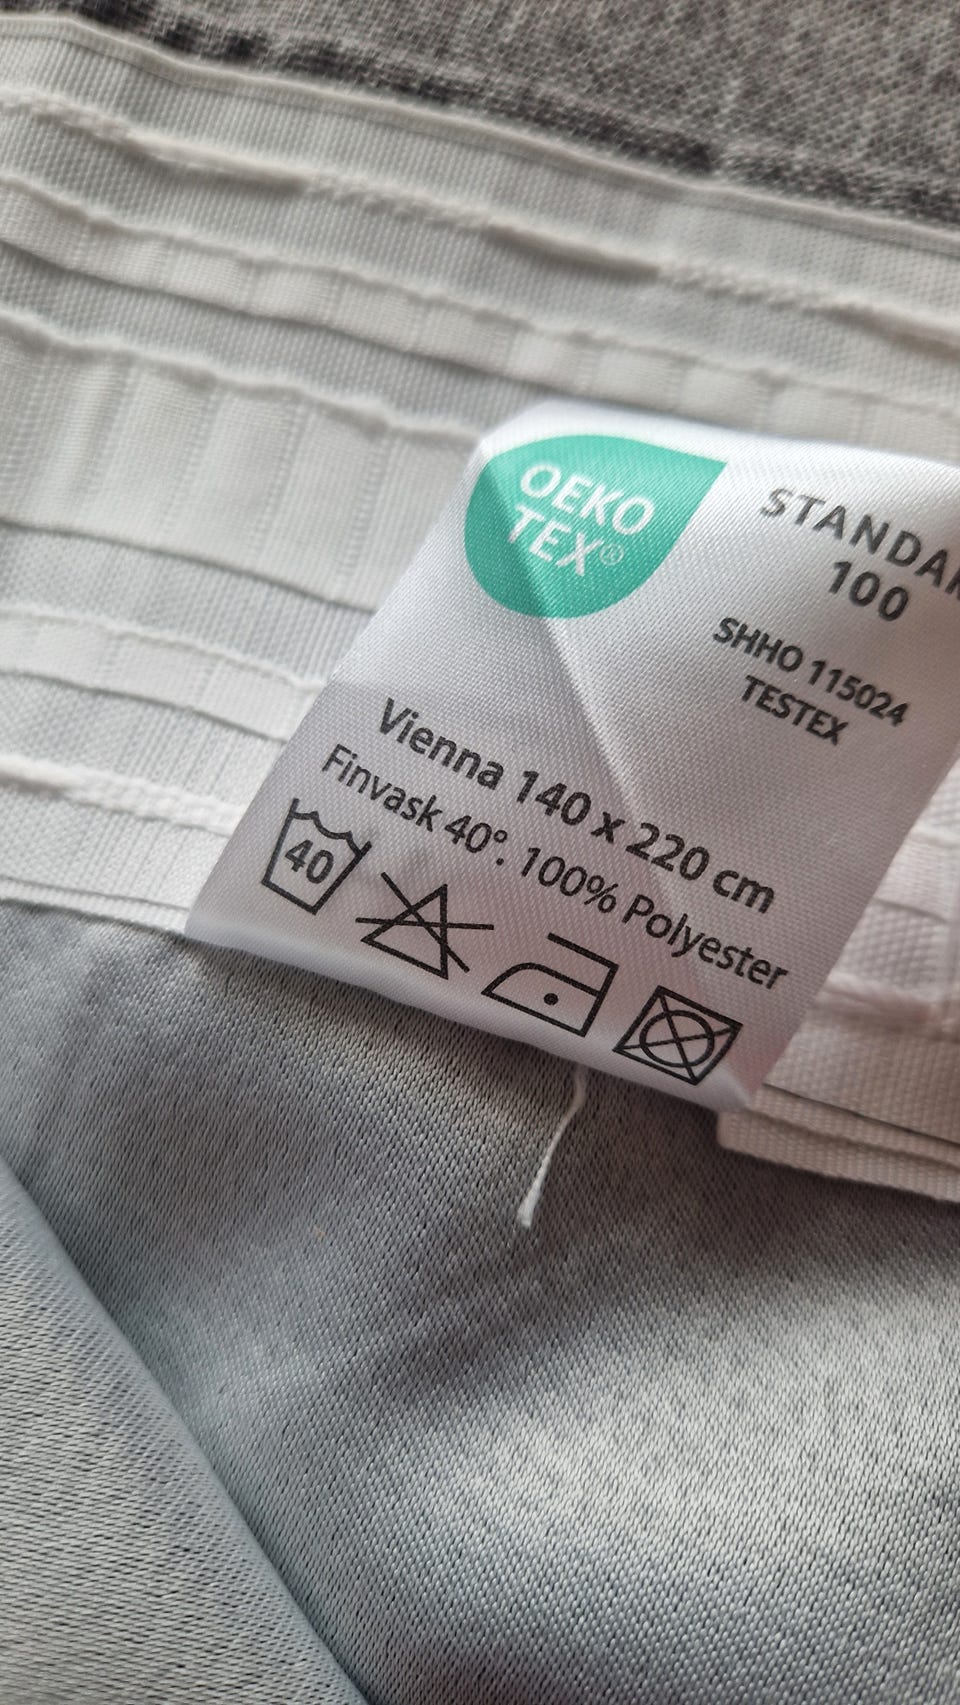 OEKO
TEX®
STANDAR
100
SHHO 115024
TESTEX
Vienna 140 x 220 cm
Finvask 40°. 100% Polyester
40